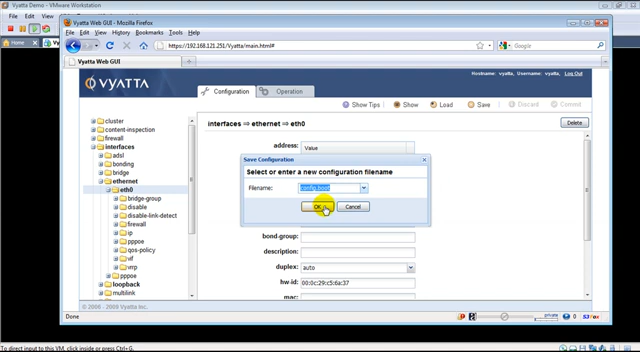 Vyatta Demo - VMware Workstation
File Edit
Vyatta Web GUI - Mozilla Firefox
File Edit View History Bookmarks Tools Help
Home
https://192.168.121.251/Vyatta/main.html#
Google
Vyatta Web GUI
VYATTA
Hostname: vyatta, Username: vyatta, Log Out
Configuration
Operation
Show Tips Show Load Save Discard Commit
cluster
content-inspection
firewall
interfaces
adsl
bonding
bridge
ethernet
eth0
bridge-group
disable
disable-link-detect
firewall
ip
pppoe
qos-policy
vif
vrrp
pppoe
loopback
multilink
interfaces ⇒ ethernet ⇒ eth0
Delete
address: Value
Save Configuration
Select or enter a new configuration filename
Filename: config.boot
OK
Cancel
bond-group:
description:
duplex: auto
hw-id: 00:0c:29:c5:6a:37
mac:
© 2006 - 2009 Vyatta Inc.
Done
private
0
S3Fox
To direct input to this VM, click inside or press Ctrl+G.